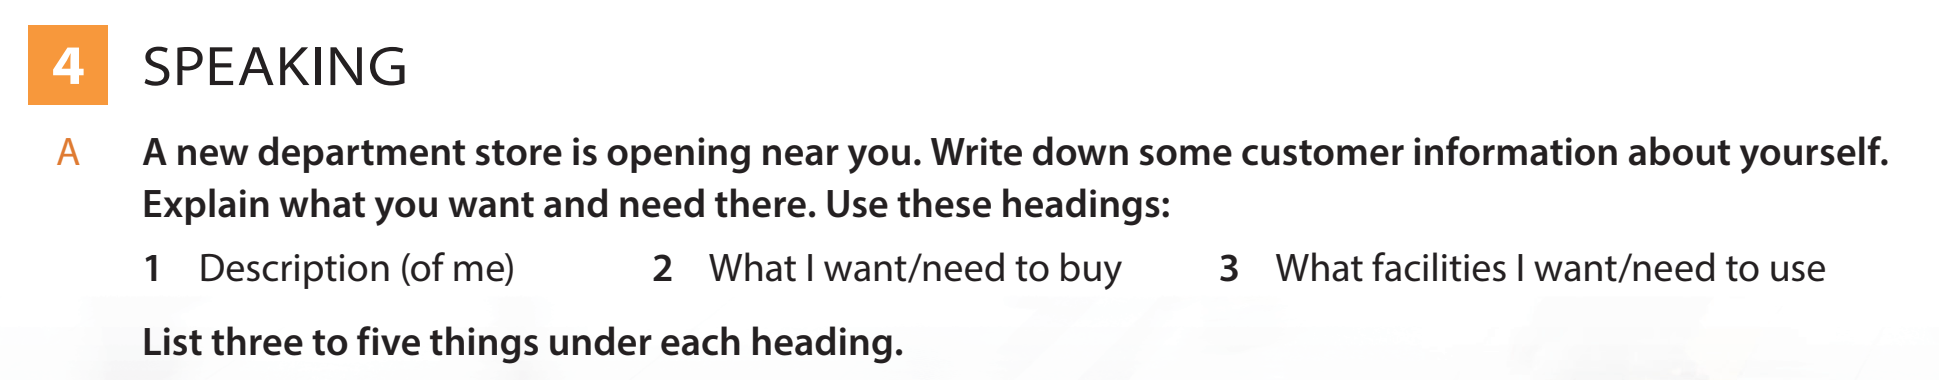 4 SPEAKING
A A new department store is opening near you. Write down some customer information about yourself.
Explain what you want and need there. Use these headings:
1 Description (of me) 2 What I want/need to buy 3 What facilities I want/need to use
List three to five things under each heading.